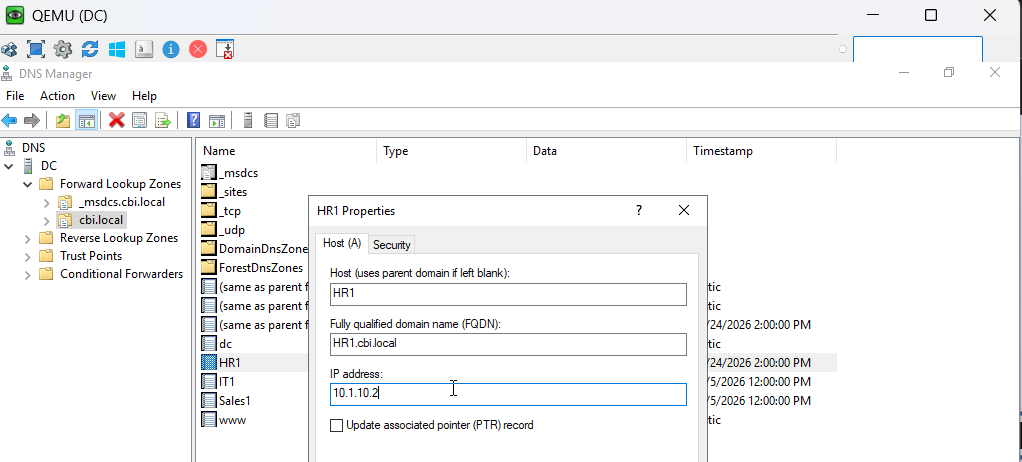 QEMU (DC)
DNS Manager
File Action View Help
Name Type Data Timestamp
DNS
DC
Forward Lookup Zones
_msdcs.cbi.local
cbi.local
Reverse Lookup Zones
Trust Points
Conditional Forwarders
_msdcs
_sites
_tcp
_udp
DomainDnsZone
ForestDnsZones
(same as parent f
(same as parent f
(same as parent f
dc
HR1
IT1
Sales1
www
tic
tic
/24/2026 2:00:00 PM
tic
/24/2026 2:00:00 PM
/5/2026 12:00:00 PM
/5/2026 12:00:00 PM
tic
HR1 Properties
Host (A) Security
Host (uses parent domain if left blank):
HR1
Fully qualified domain name (FQDN):
HR1.cbi.local
IP address:
10.1.10.2
Update associated pointer (PTR) record